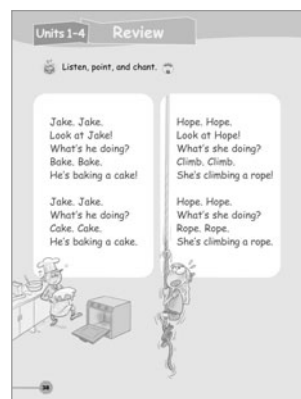 Units 1-4 Review
Listen, point, and chant.
Jake. Jake.
Look at Jake!
What's he doing?
Bake. Bake.
He's baking a cake!
Jake. Jake.
What's he doing?
Cake. Cake.
He's baking a cake.
Hope. Hope.
Look at Hope!
What's she doing?
Climb. Climb.
She's climbing a rope!
Hope. Hope.
What's she doing?
Rope. Rope.
She's climbing a rope.
38